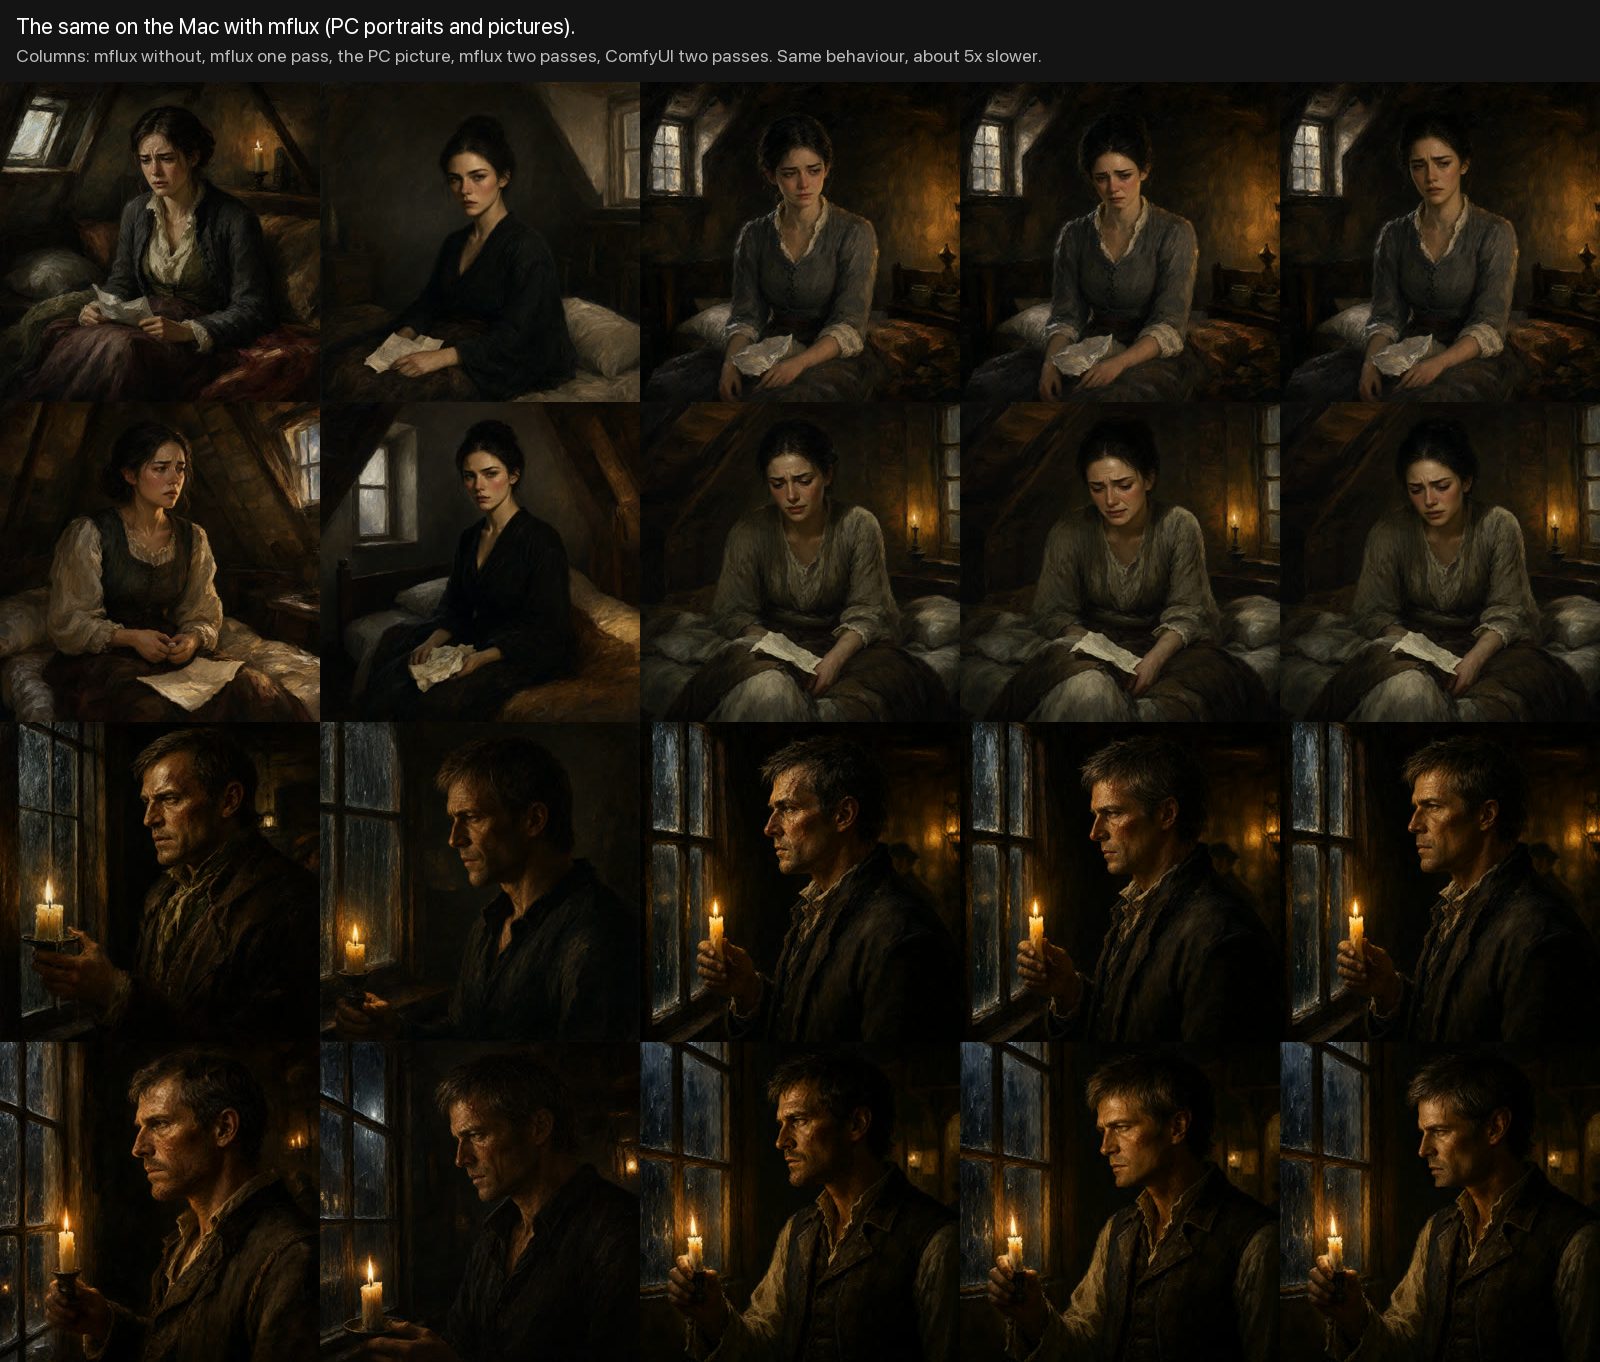 The same on the Mac with mflux (PC portraits and pictures).
Columns: mflux without, mflux one pass, the PC picture, mflux two passes, ComfyUI two passes. Same behaviour, about 5x slower.